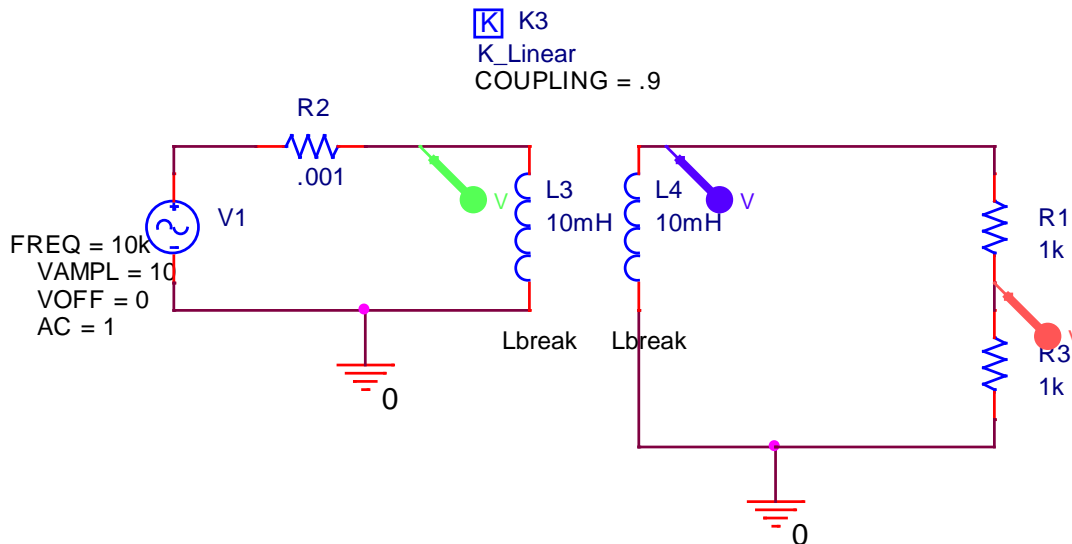 K K3
K_Linear
COUPLING = .9
R2
.001
V
V
L3
10mH
L4
10mH
V1
R1
1k
FREQ = 10k
VAMPL = 10
VOFF = 0
AC = 1
Lbreak
Lbreak
V
R3
1k
0
0